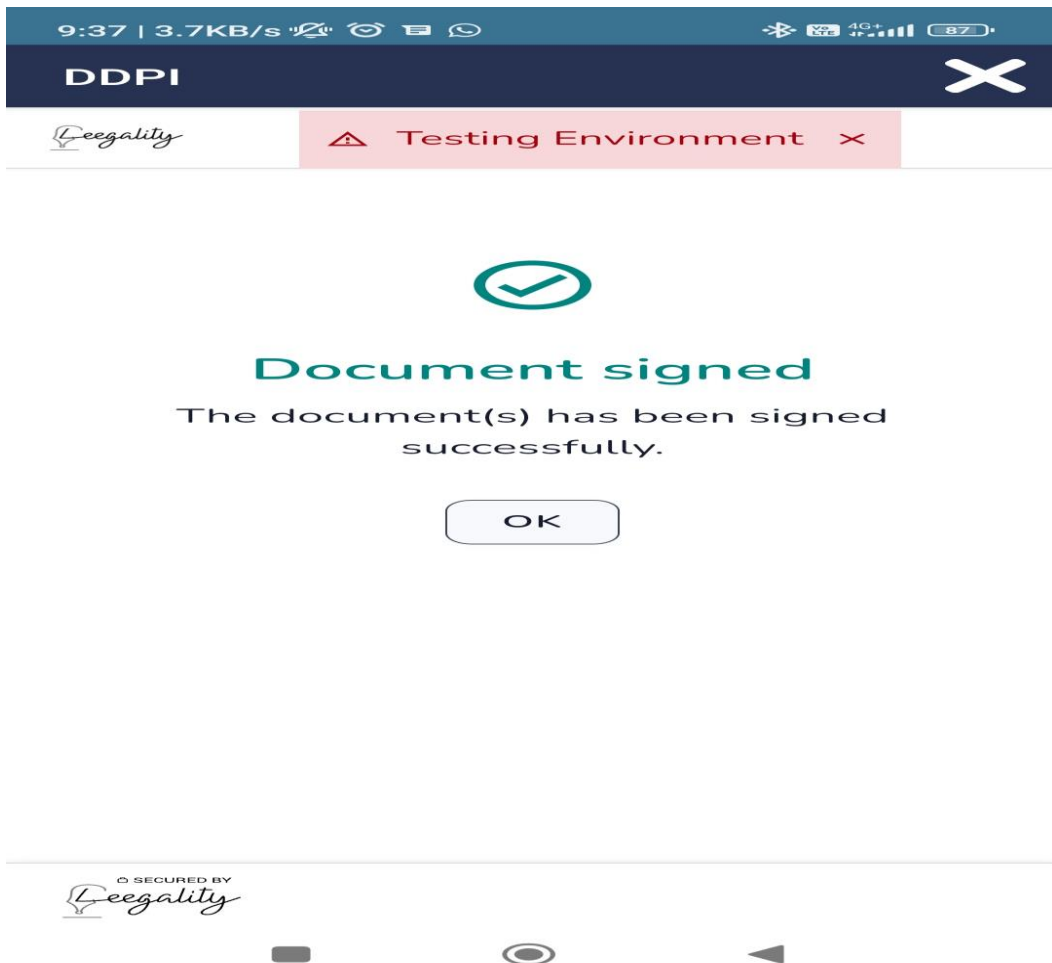 9:37 | 3.7KB/s 4G+ 87
DDPI
Leegality
Testing Environment
Document signed
The document(s) has been signed
successfully.
OK
SECURED BY
Leegality